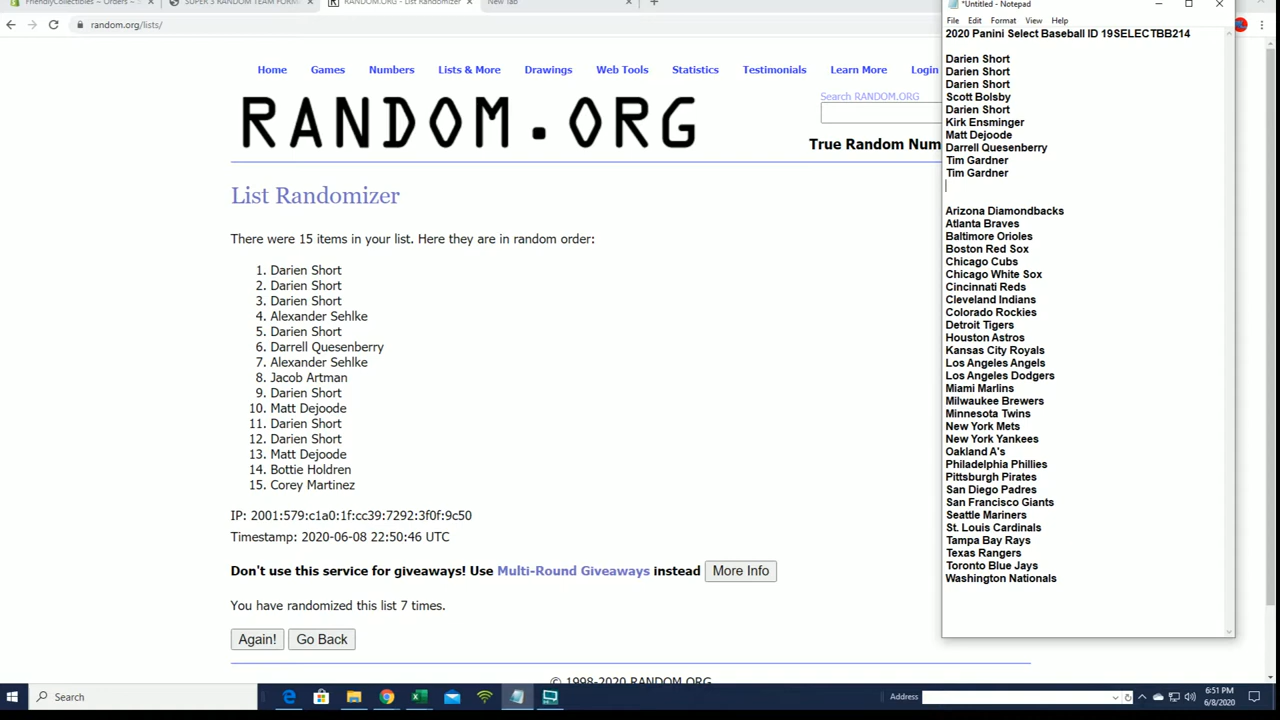 FriendlyCollectibles – Orders
SUPER 3 RANDOM TEAM FORM
RANDOM.ORG - List Randomizer
New Tab
random.org/lists/
Home Games Numbers Lists & More Drawings Web Tools Statistics Testimonials Learn More Login
RANDOM.ORG
Search RANDOM.ORG
True Random Num
List Randomizer
There were 15 items in your list. Here they are in random order:
1. Darien Short
2. Darien Short
3. Darien Short
4. Alexander Sehlke
5. Darien Short
6. Darrell Quesenberry
7. Alexander Sehlke
8. Jacob Artman
9. Darien Short
10. Matt Dejoode
11. Darien Short
12. Darien Short
13. Matt Dejoode
14. Bottie Holdren
15. Corey Martinez
IP: 2001:579:c1a0:1f:cc39:7292:3f0f:9c50
Timestamp: 2020-06-08 22:50:46 UTC
Don't use this service for giveaways! Use Multi-Round Giveaways instead More Info
You have randomized this list 7 times.
Again! Go Back
© 1998-2020 RANDOM.ORG
*Untitled - Notepad
File Edit Format View Help
2020 Panini Select Baseball ID 19SELECTBB214
Darien Short
Darien Short
Darien Short
Scott Bolsby
Darien Short
Kirk Ensminger
Matt Dejoode
Darrell Quesenberry
Tim Gardner
Tim Gardner
Arizona Diamondbacks
Atlanta Braves
Baltimore Orioles
Boston Red Sox
Chicago Cubs
Chicago White Sox
Cincinnati Reds
Cleveland Indians
Colorado Rockies
Detroit Tigers
Houston Astros
Kansas City Royals
Los Angeles Angels
Los Angeles Dodgers
Miami Marlins
Milwaukee Brewers
Minnesota Twins
New York Mets
New York Yankees
Oakland A's
Philadelphia Phillies
Pittsburgh Pirates
San Diego Padres
San Francisco Giants
Seattle Mariners
St. Louis Cardinals
Tampa Bay Rays
Texas Rangers
Toronto Blue Jays
Washington Nationals
Search
Address
6:51 PM
6/8/2020